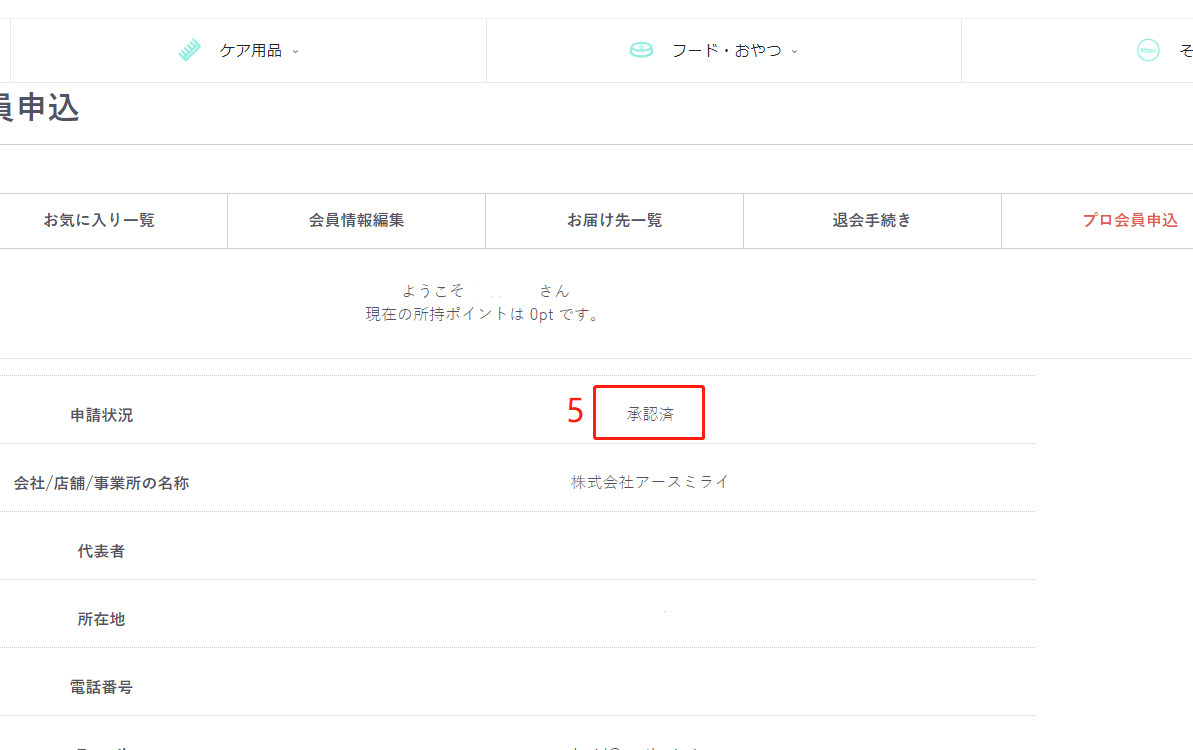 ケア用品
フード・おやつ
そ
員申込
お気に入り一覧
会員情報編集
お届け先一覧
退会手続き
プロ会員申込
ようこそ さん
現在の所持ポイントは 0pt です。
申請状況 5 承認済
会社/店舗/事業所の名称 株式会社アースミライ
代表者
所在地
電話番号